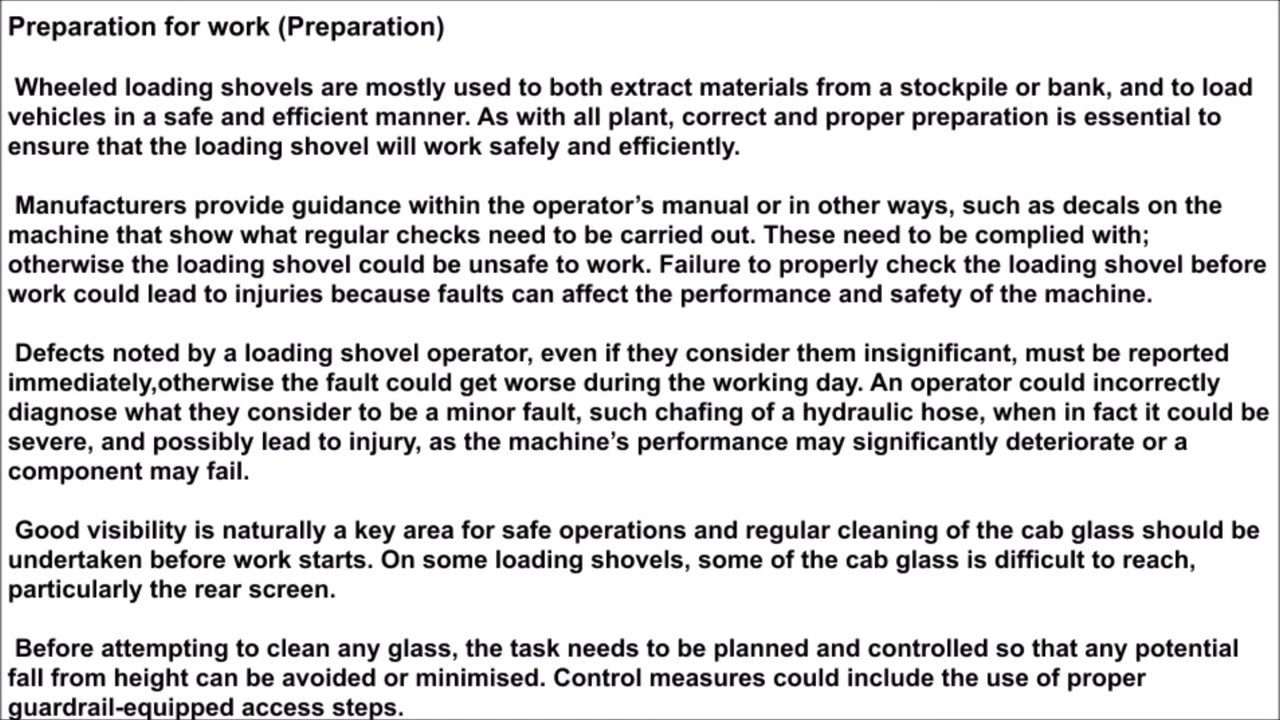 Preparation for work (Preparation)
Wheeled loading shovels are mostly used to both extract materials from a stockpile or bank, and to load
vehicles in a safe and efficient manner. As with all plant, correct and proper preparation is essential to
ensure that the loading shovel will work safely and efficiently.
Manufacturers provide guidance within the operator’s manual or in other ways, such as decals on the
machine that show what regular checks need to be carried out. These need to be complied with;
otherwise the loading shovel could be unsafe to work. Failure to properly check the loading shovel before
work could lead to injuries because faults can affect the performance and safety of the machine.
Defects noted by a loading shovel operator, even if they consider them insignificant, must be reported
immediately,otherwise the fault could get worse during the working day. An operator could incorrectly
diagnose what they consider to be a minor fault, such chafing of a hydraulic hose, when in fact it could be
severe, and possibly lead to injury, as the machine’s performance may significantly deteriorate or a
component may fail.
Good visibility is naturally a key area for safe operations and regular cleaning of the cab glass should be
undertaken before work starts. On some loading shovels, some of the cab glass is difficult to reach,
particularly the rear screen.
Before attempting to clean any glass, the task needs to be planned and controlled so that any potential
fall from height can be avoided or minimised. Control measures could include the use of proper
guardrail-equipped access steps.